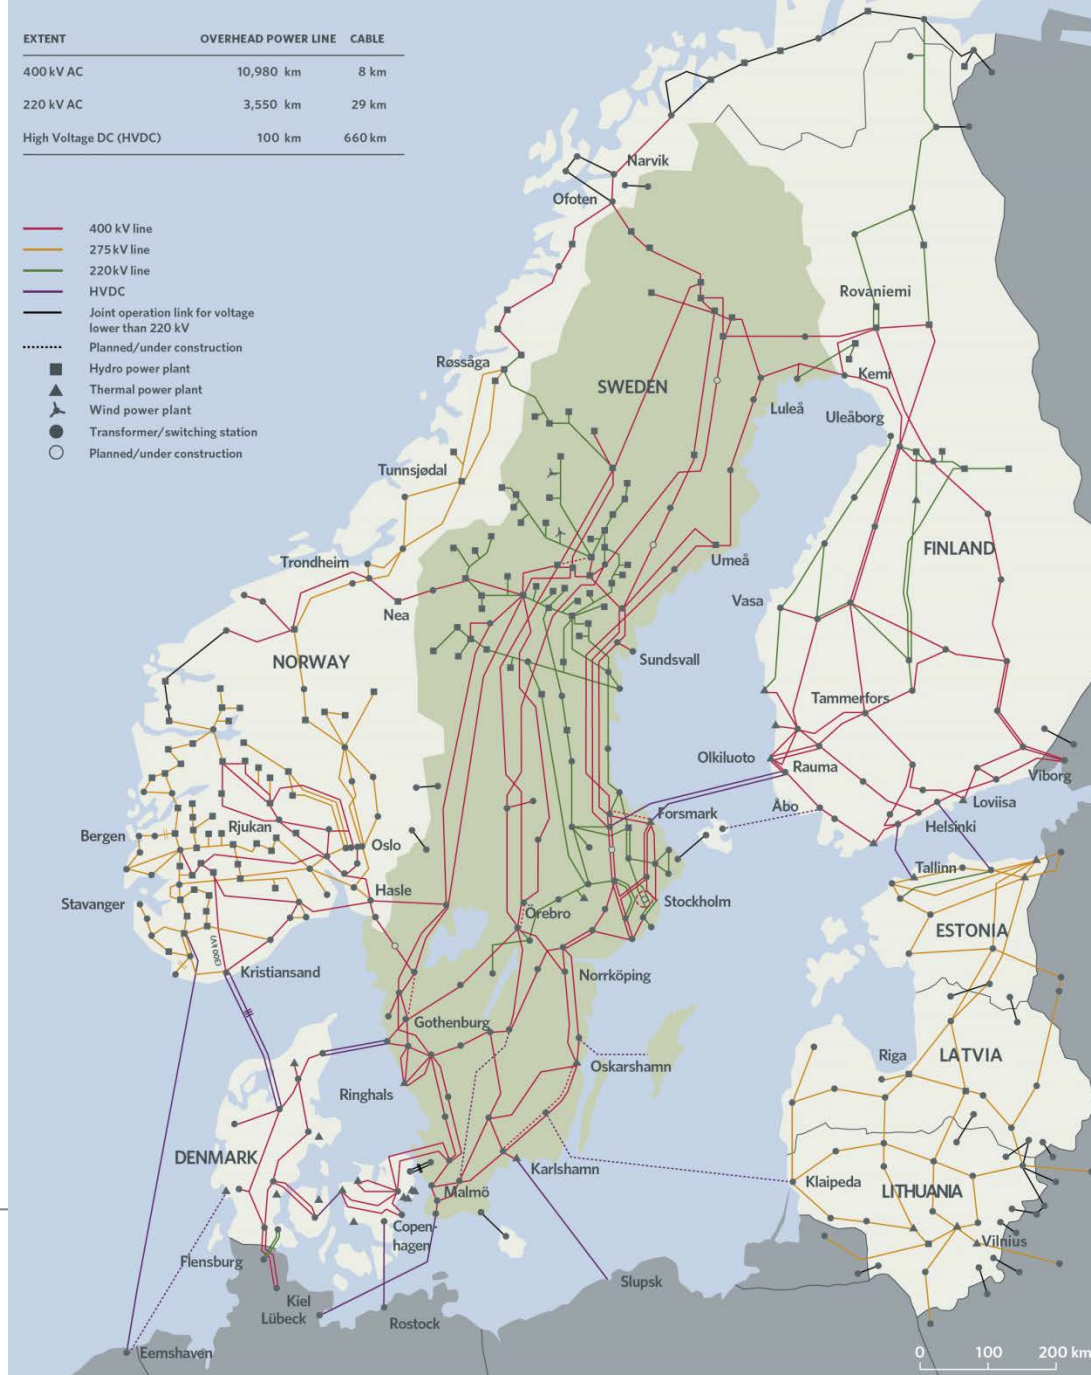 EXTENT OVERHEAD POWER LINE CABLE
400 kV AC 10,980 km 8 km
220 kV AC 3,550 km 29 km
High Voltage DC (HVDC) 100 km 660 km
400 kV line
275 kV line
220 kV line
HVDC
Joint operation link for voltage
lower than 220 kV
Planned/under construction
Hydro power plant
Thermal power plant
Wind power plant
Transformer/switching station
Planned/under construction
Narvik
Ofoten
Rovaniemi
Røssåga
Kemi
SWEDEN
Luleå
Uleåborg
Tunnsjødal
FINLAND
Trondheim
Umeå
Vasa
Nea
NORWAY
Sundsvall
Tammerfors
Olkiluoto
Rauma
Viborg
Åbo
Loviisa
Forsmark
Helsinki
Bergen
Rjukan
Oslo
Tallinn
Hasle
Stavanger
Örebro
Stockholm
ESTONIA
(300 kV)
Kristiansand
Norrköping
Gothenburg
Riga
LATVIA
Oskarshamn
Ringhals
DENMARK
Karlshamn
Klaipeda
LITHUANIA
Malmö
Copen-
hagen
Vilnius
Flensburg
Slupsk
Kiel
Lübeck
Rostock
Eemshaven
0 100 200 km